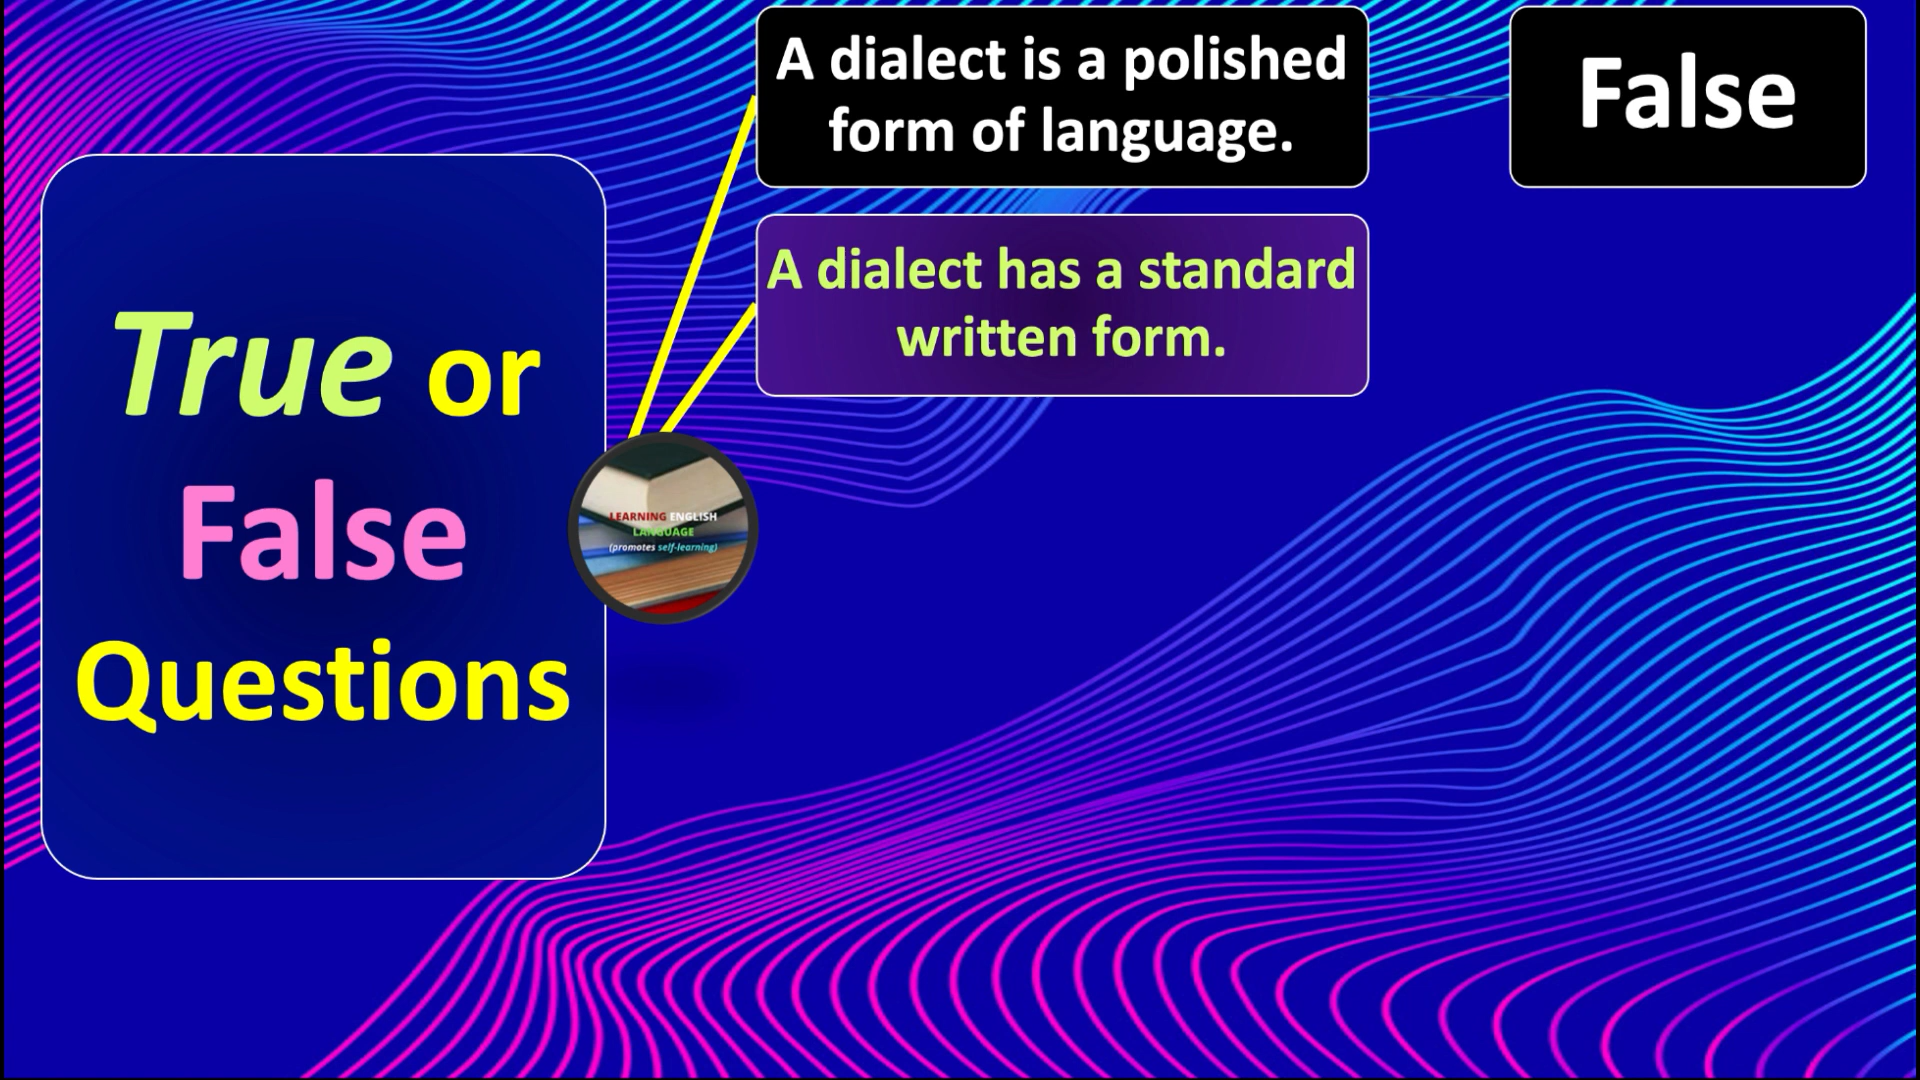 True or
False
Questions
A dialect is a polished
form of language.
False
A dialect has a standard
written form.
LEARNING ENGLISH
LANGUAGE
(promotes self-learning)